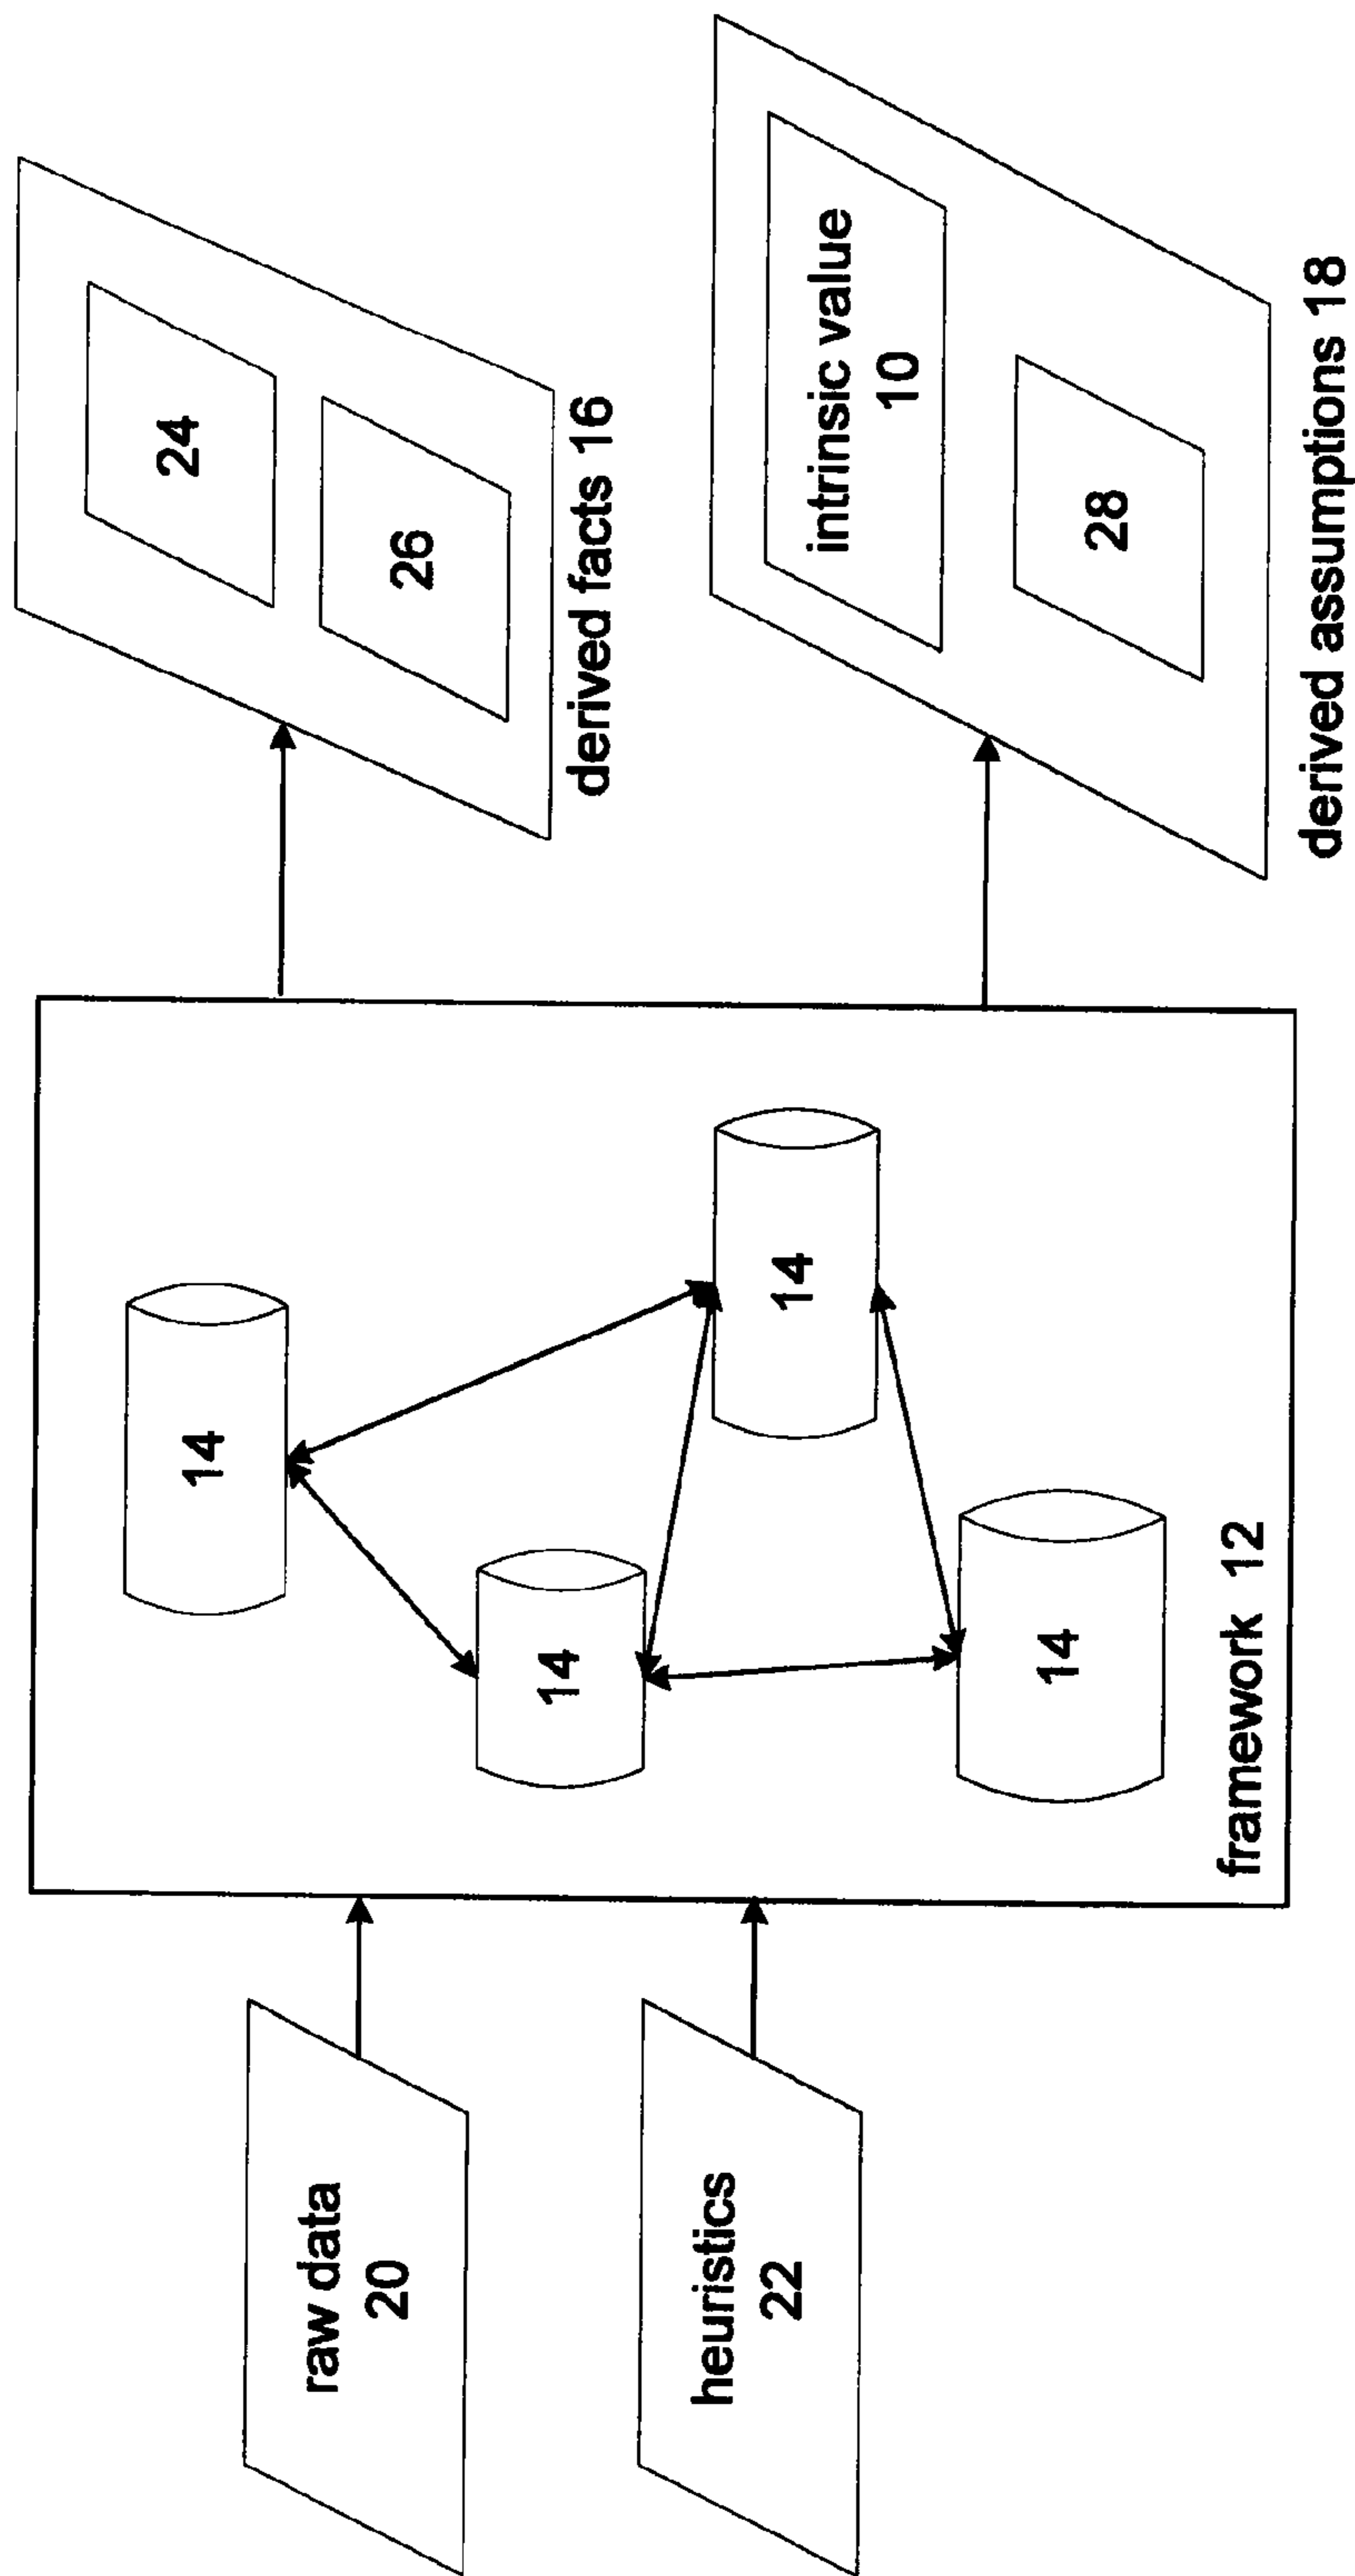 raw data
20
heuristics
22
14
14
14
14
framework 12
24
26
derived facts 16
intrinsic value
10
28
derived assumptions 18